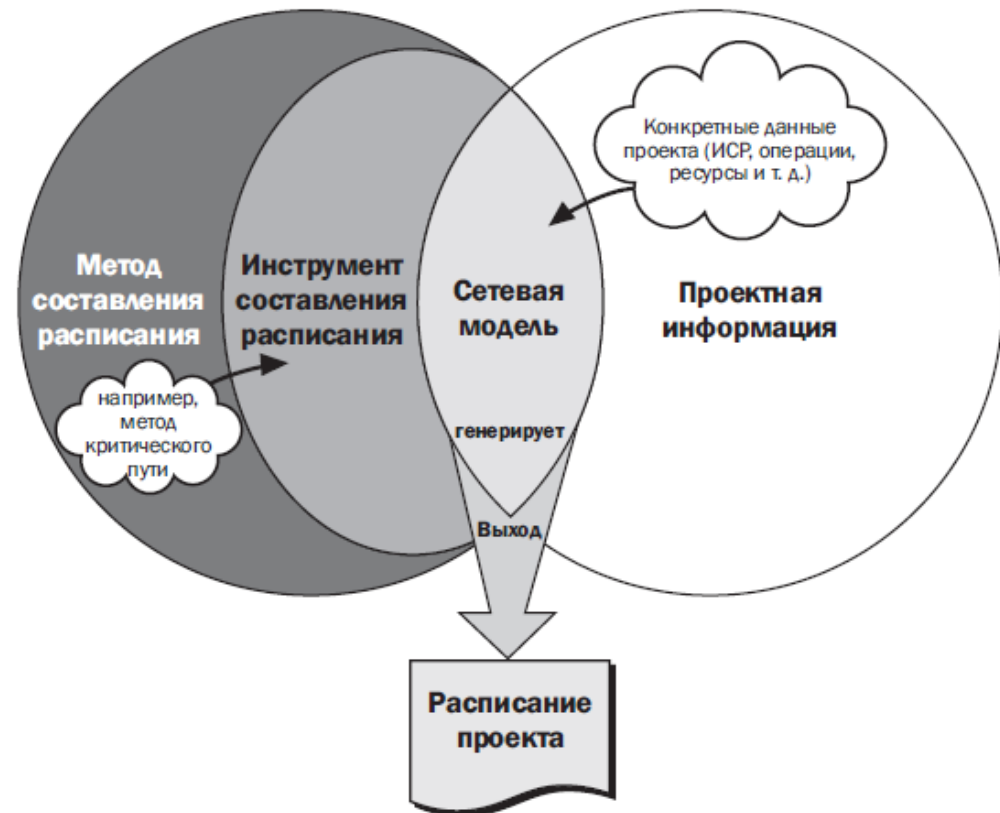 Конкретные данные
проекта (ИСР, операции,
ресурсы и т. д.)
Метод
составления
расписания
Инструмент
составления
расписания
Сетевая
модель
Проектная
информация
например,
метод
критического
пути
генерирует
Выход
Расписание
проекта